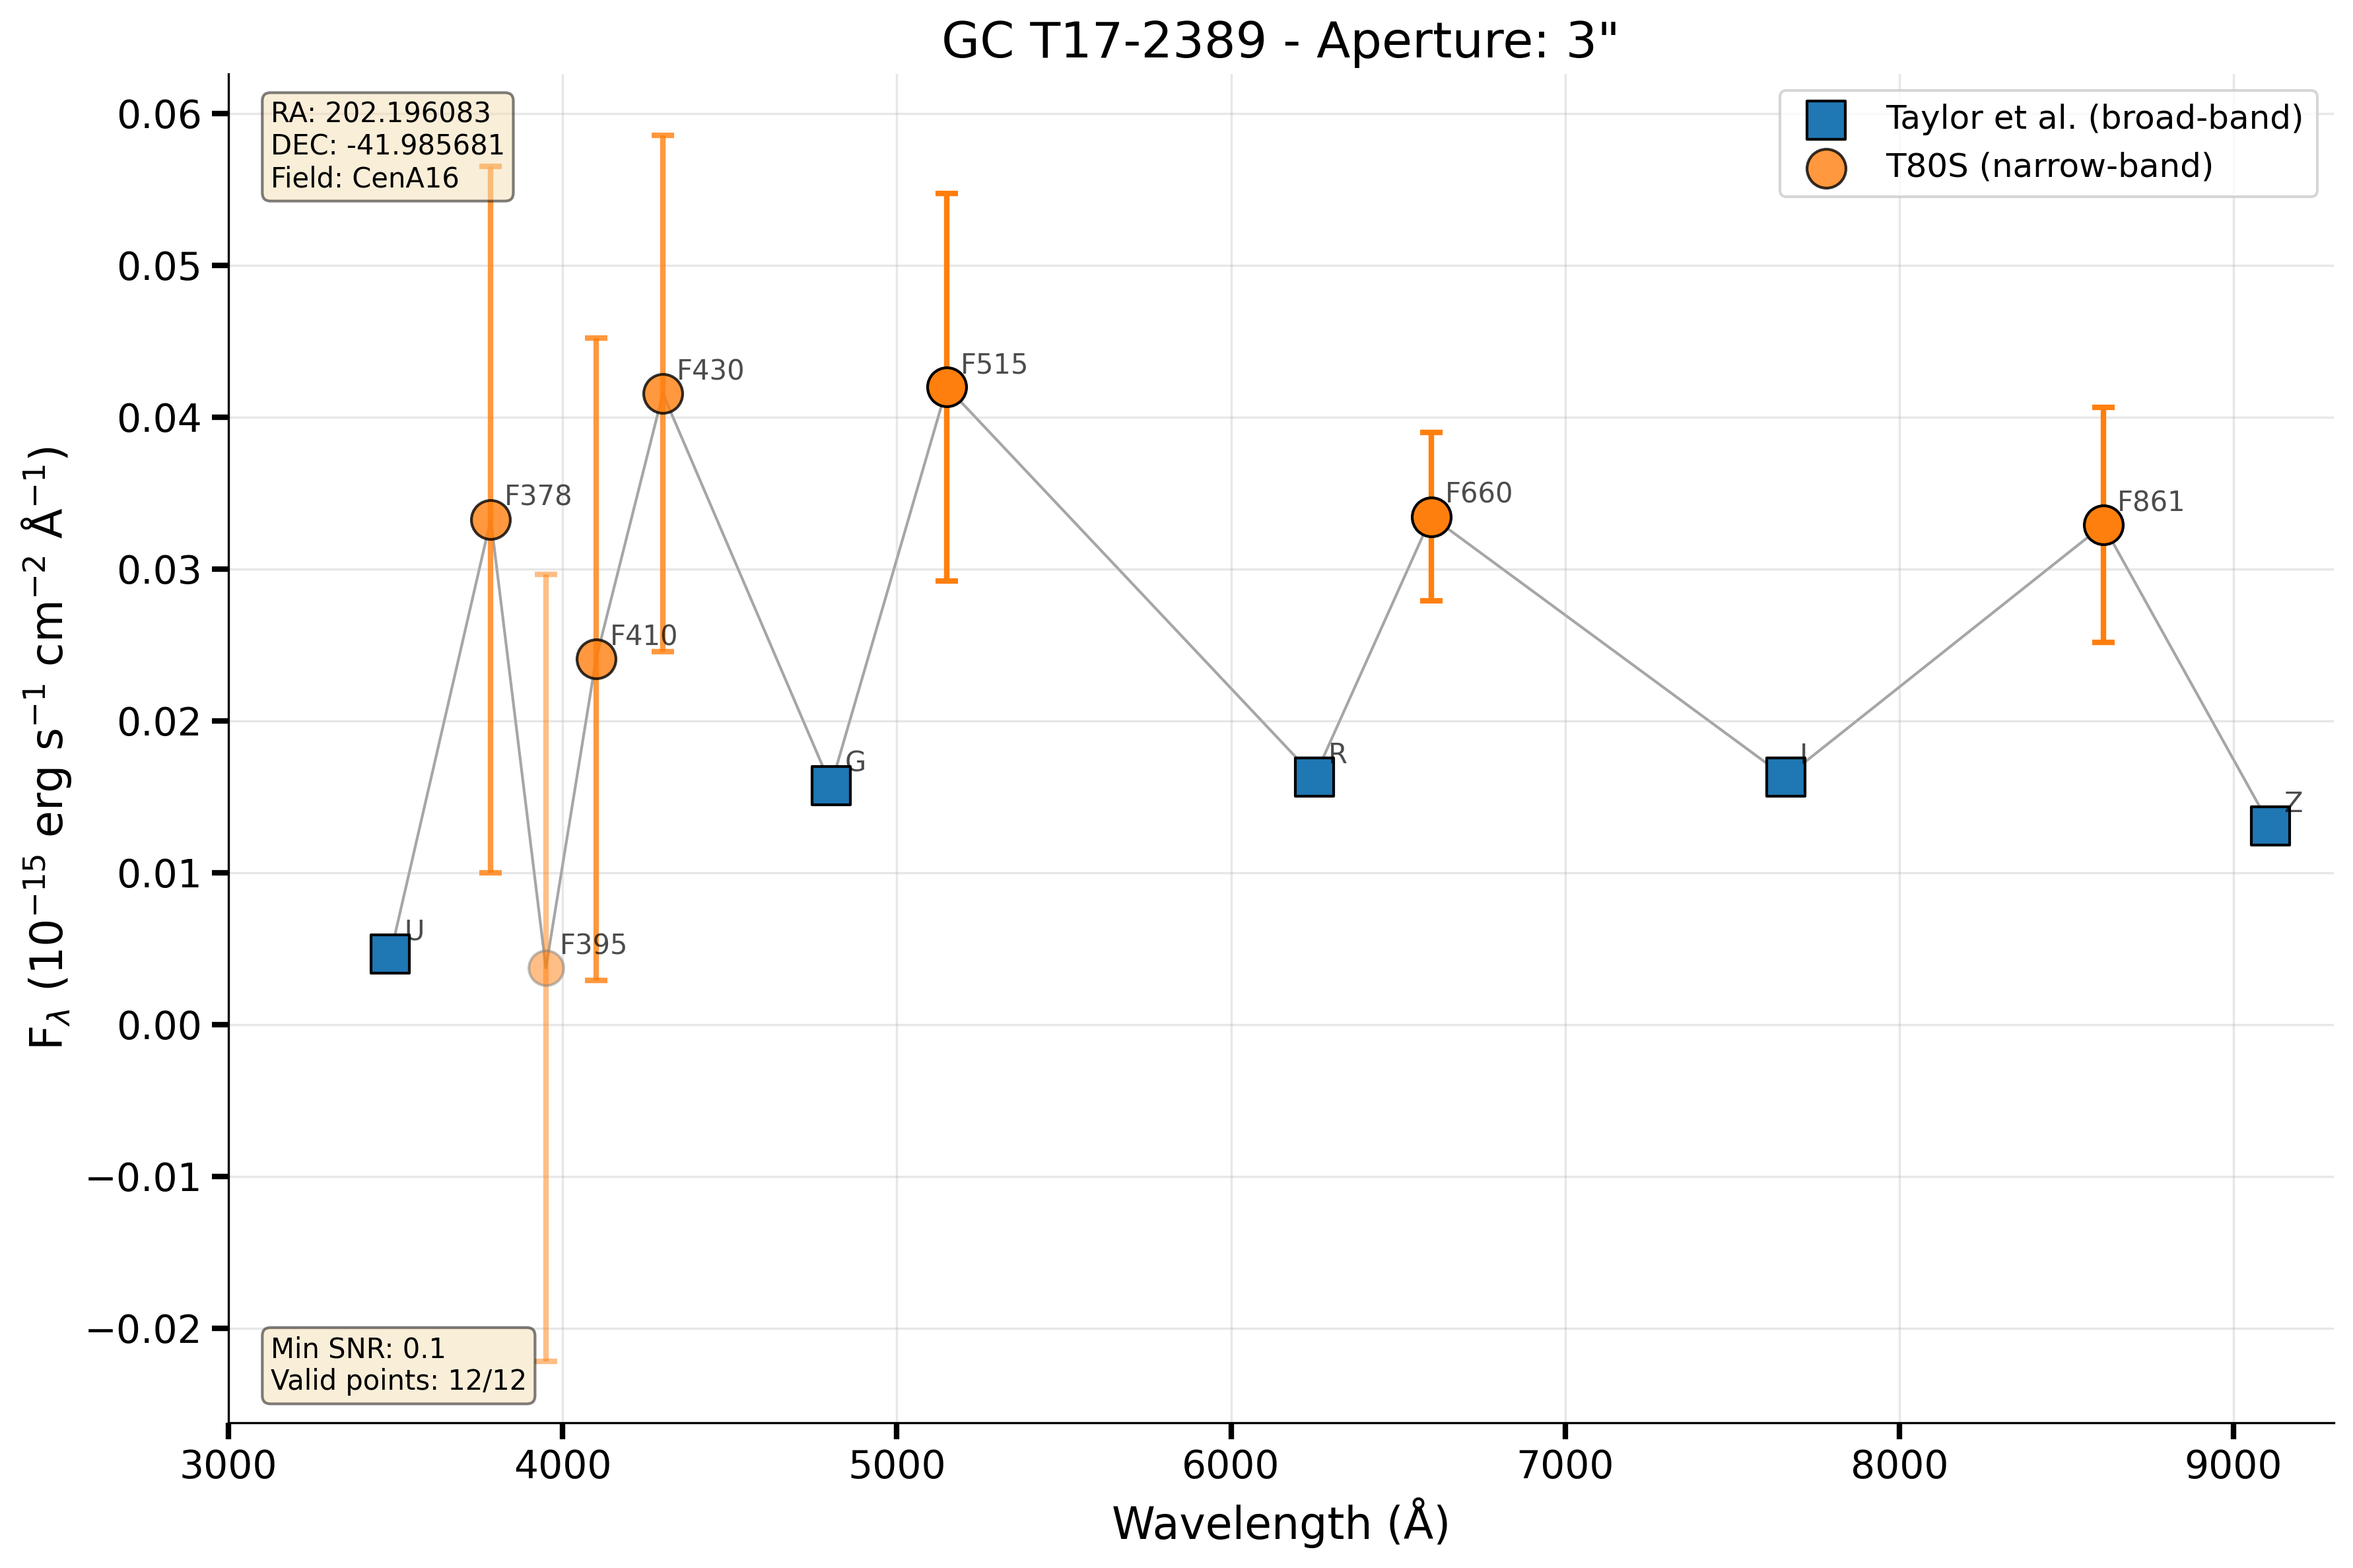 GC T17-2389 - Aperture: 3"
RA: 202.196083
DEC: -41.985681
Field: CenA16
Taylor et al. (broad-band)
T80S (narrow-band)
0.06
0.05
0.04
0.03
0.02
0.01
0.00
−0.01
−0.02
F_λ (10⁻¹⁵ erg s⁻¹ cm⁻² Å⁻¹)
U
F378
F395
F410
F430
G
F515
R
F660
I
F861
Z
Min SNR: 0.1
Valid points: 12/12
3000 4000 5000 6000 7000 8000 9000
Wavelength (Å)